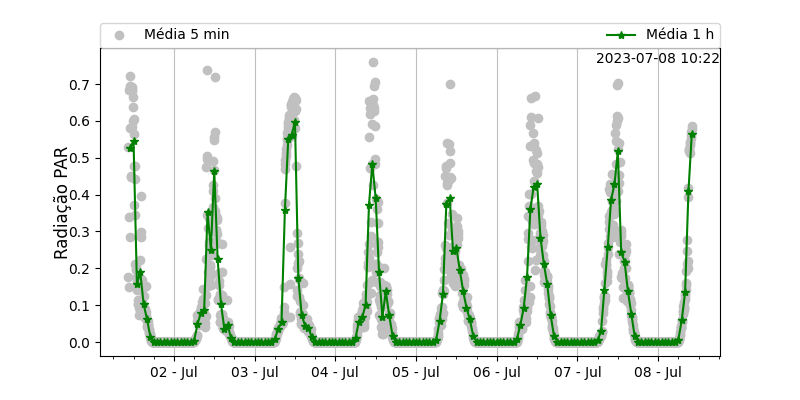 Média 5 min
Média 1 h
2023-07-08 10:22
Radiação PAR
0.7
0.6
0.5
0.4
0.3
0.2
0.1
0.0
02 - Jul
03 - Jul
04 - Jul
05 - Jul
06 - Jul
07 - Jul
08 - Jul